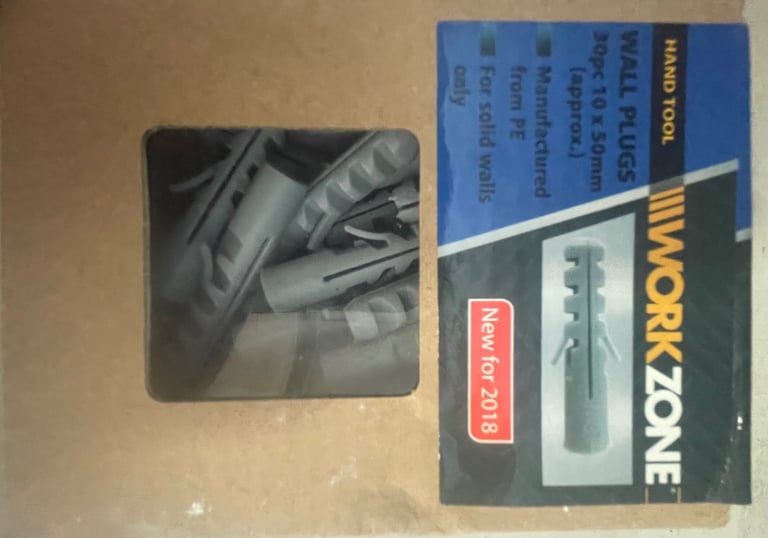 HAND TOOL
WORKZONE
WALL PLUGS
30pc 10 x 50mm
(approx.)
Manufactured
from PE
For solid walls
only
New for 2018